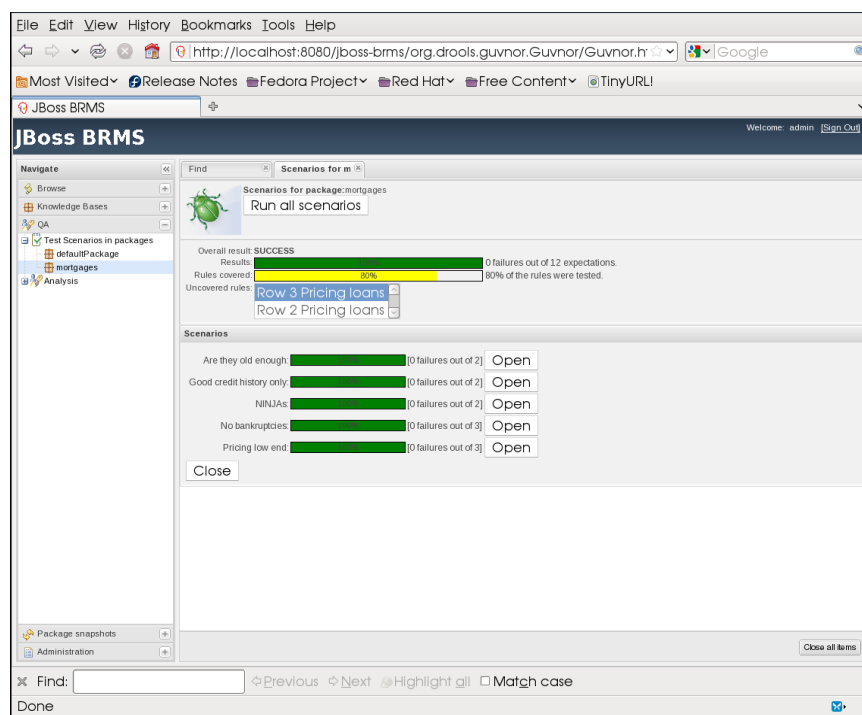 File Edit View History Bookmarks Tools Help
http://localhost:8080/jboss-brms/org.drools.guvnor.Guvnor/Guvnor.h
Google
Most Visited Release Notes Fedora Project Red Hat Free Content TinyURL!
JBoss BRMS
JBoss BRMS
Welcome: admin [Sign Out]
Navigate
Browse
Knowledge Bases
QA
Test Scenarios in packages
defaultPackage
mortgages
Analysis
Package snapshots
Administration
Find
Scenarios for m
Scenarios for package:mortgages
Run all scenarios
Overall result: SUCCESS
Results: 0 failures out of 12 expectations.
Rules covered: 80% 80% of the rules were tested.
Uncovered rules: Row 3 Pricing loans
Row 2 Pricing loans
Scenarios
Are they old enough: [0 failures out of 2] Open
Good credit history only: [0 failures out of 2] Open
NINJAs: [0 failures out of 2] Open
No bankruptcies: [0 failures out of 3] Open
Pricing low end: [0 failures out of 3] Open
Close
Close all items
Find: Previous Next Highlight all Match case
Done